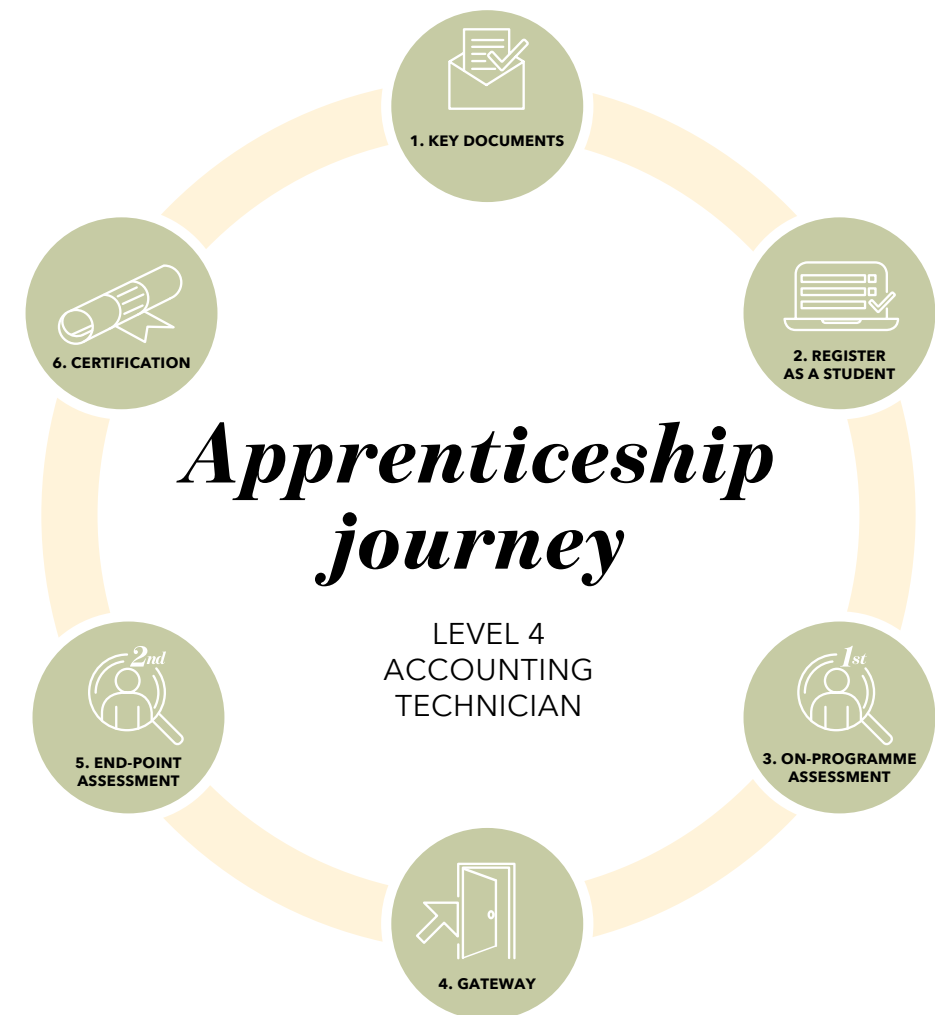 1. KEY DOCUMENTS
2. REGISTER
AS A STUDENT
1st
3. ON-PROGRAMME
ASSESSMENT
4. GATEWAY
2nd
5. END-POINT
ASSESSMENT
6. CERTIFICATION
Apprenticeship
journey
LEVEL 4
ACCOUNTING
TECHNICIAN